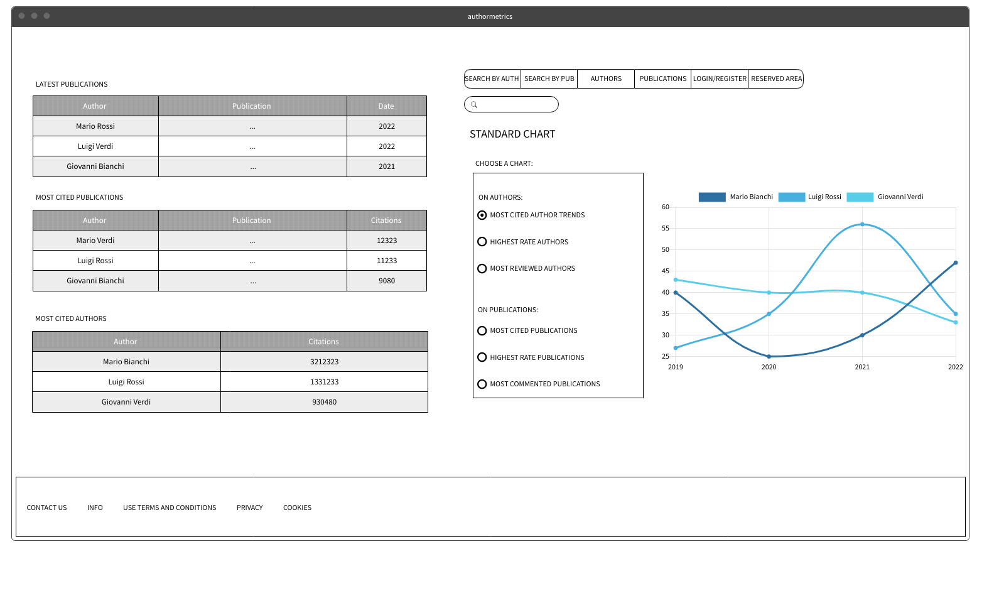 authormetrics
LATEST PUBLICATIONS
Author Publication Date
Mario Rossi ... 2022
Luigi Verdi ... 2022
Giovanni Bianchi ... 2021
MOST CITED PUBLICATIONS
Author Publication Citations
Mario Verdi ... 12323
Luigi Rossi ... 11233
Giovanni Bianchi ... 9080
MOST CITED AUTHORS
Author Citations
Mario Bianchi 3212323
Luigi Rossi 1331233
Giovanni Verdi 930480
SEARCH BY AUTH SEARCH BY PUB AUTHORS PUBLICATIONS LOGIN/REGISTER RESERVED AREA
STANDARD CHART
CHOOSE A CHART:
ON AUTHORS:
MOST CITED AUTHOR TRENDS
HIGHEST RATE AUTHORS
MOST REVIEWED AUTHORS
ON PUBLICATIONS:
MOST CITED PUBLICATIONS
HIGHEST RATE PUBLICATIONS
MOST COMMENTED PUBLICATIONS
Mario Bianchi Luigi Rossi Giovanni Verdi
60
55
50
45
40
35
30
25
2019 2020 2021 2022
CONTACT US INFO USE TERMS AND CONDITIONS PRIVACY COOKIES